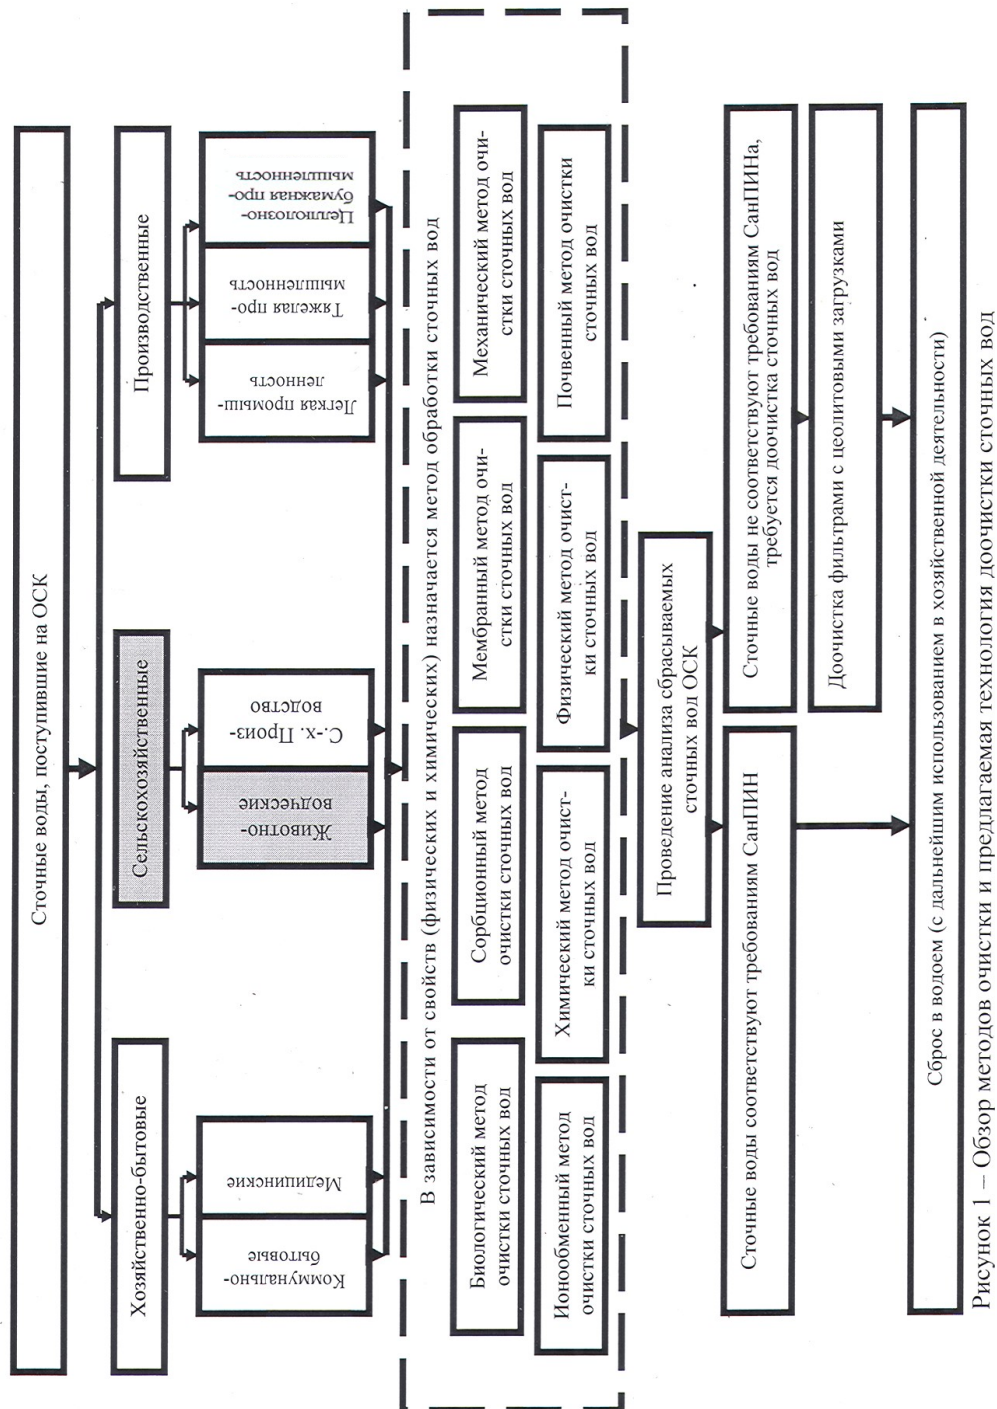 Сточные воды, поступившие на ОСК
Хозяйственно-бытовые
Сельскохозяйственные
Производственные
Коммунально-
бытовые
Медицинские
Животно-
водческие
С.-х. Произ-
водство
Легкая промыш-
ленность
Тяжелая про-
мышленность
Целлюлозно-
бумажная про-
мышленность
В зависимости от свойств (физических и химических) назначается метод обработки сточных вод
Биологический метод
очистки сточных вод
Сорбционный метод
очистки сточных вод
Мембранный метод очи-
стки сточных вод
Механический метод очи-
стки сточных вод
Ионообменный метод
очистки сточных вод
Химический метод очист-
ки сточных вод
Физический метод очист-
ки сточных вод
Почвенный метод очистки
сточных вод
Проведение анализа сбрасываемых
сточных вод ОСК
Сточные воды соответствуют требованиям СанПИН
Сточные воды не соответствуют требованиям СанПИНа,
требуется доочистка сточных вод
Доочистка фильтрами с цеолитовыми загрузками
Сброс в водоем (с дальнейшим использованием в хозяйственной деятельности)
Рисунок 1 – Обзор методов очистки и предлагаемая технология доочистки сточных вод